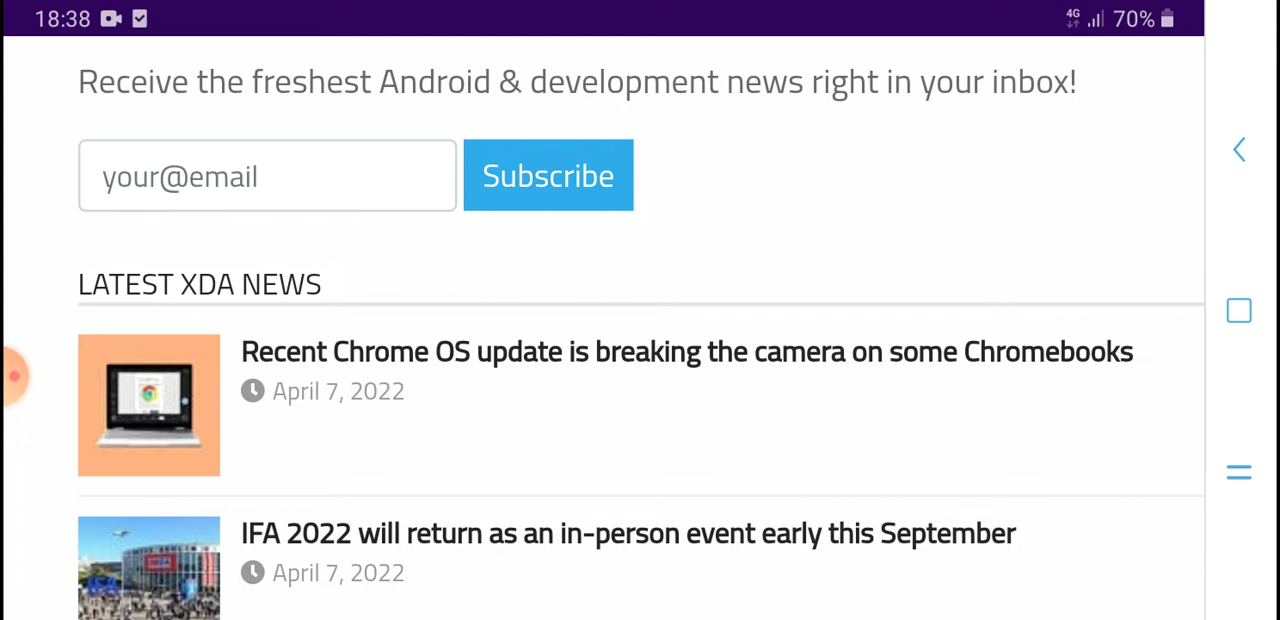 18:38 4G 70%
Receive the freshest Android & development news right in your inbox!
your@email Subscribe
LATEST XDA NEWS
Recent Chrome OS update is breaking the camera on some Chromebooks
April 7, 2022
IFA 2022 will return as an in-person event early this September
April 7, 2022
IFA